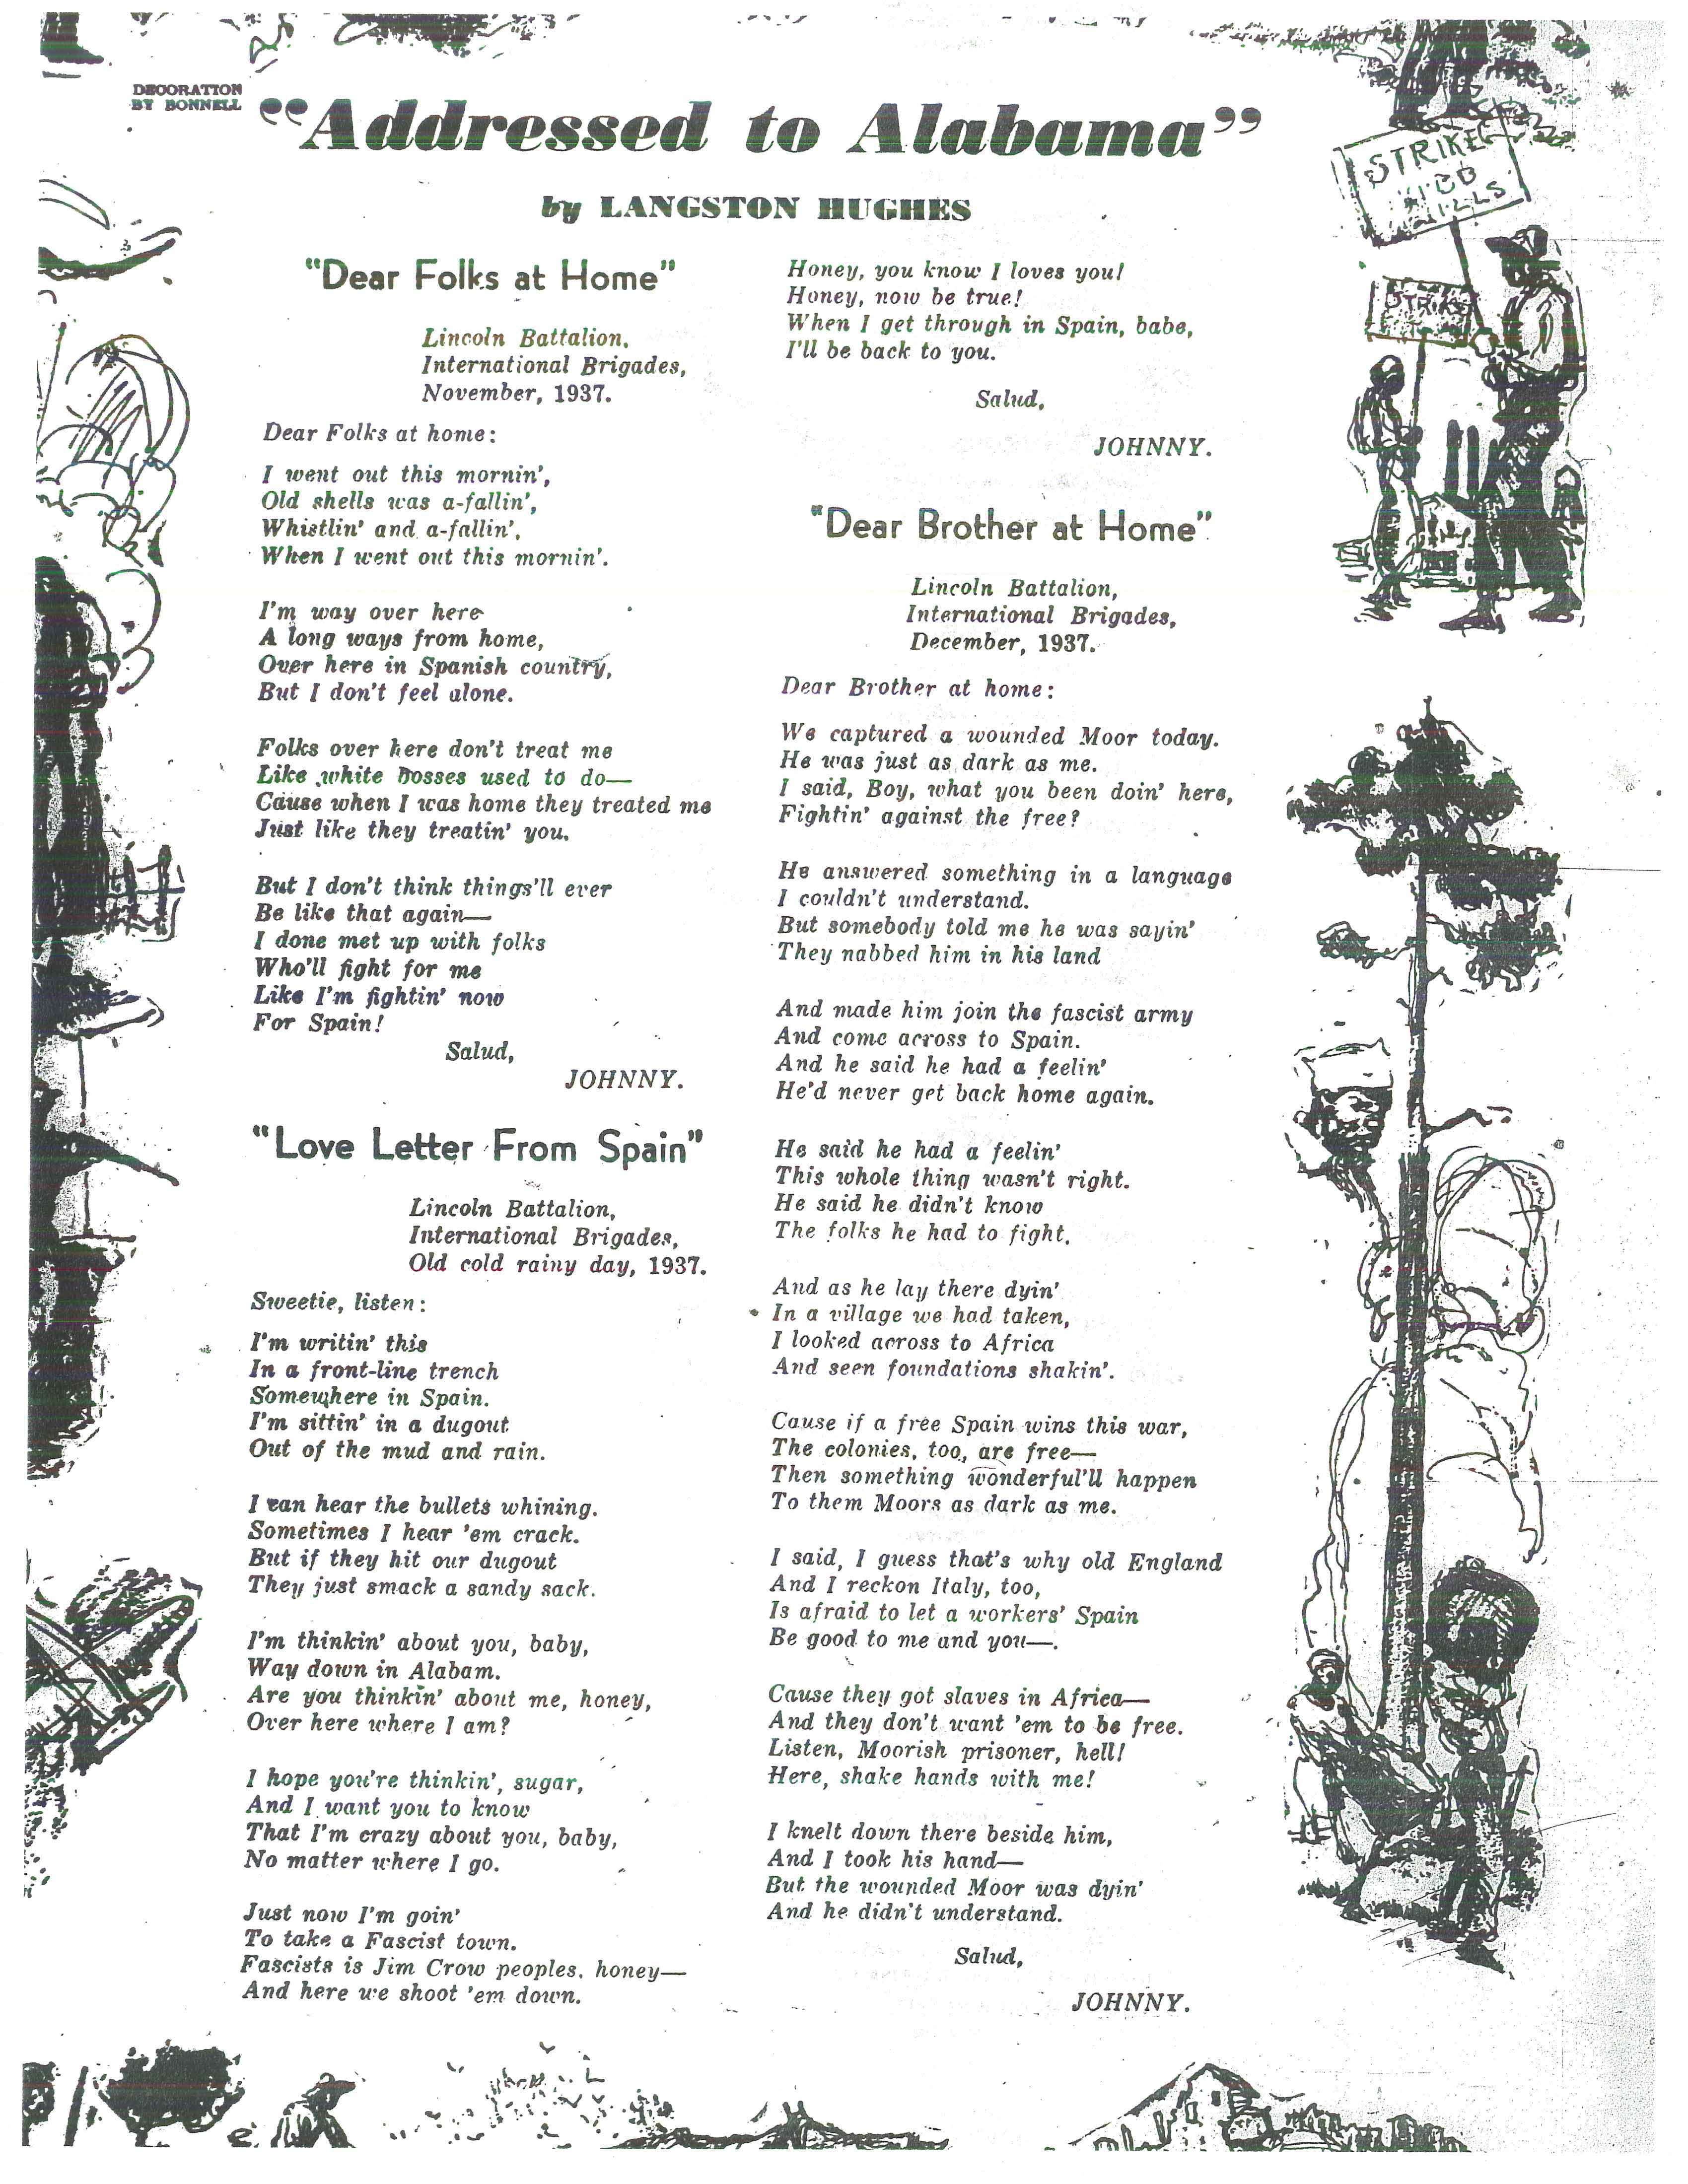 DECORATION
BY BONNELL
“Addressed to Alabama”
by LANGSTON HUGHES
"Dear Folks at Home"
Lincoln Battalion,
International Brigades,
November, 1937.
Dear Folks at home:
I went out this mornin',
Old shells was a-fallin',
Whistlin' and a-fallin',
When I went out this mornin'.
I'm way over here
A long ways from home,
Over here in Spanish country,
But I don't feel alone.
Folks over here don't treat me
Like white bosses used to do—
Cause when I was home they treated me
Just like they treatin' you.
But I don't think things'll ever
Be like that again—
I done met up with folks
Who'll fight for me
Like I'm fightin' now
For Spain!
Salud,
JOHNNY.
"Love Letter From Spain"
Lincoln Battalion,
International Brigades,
Old cold rainy day, 1937.
Sweetie, listen:
I'm writin' this
In a front-line trench
Somewhere in Spain.
I'm sittin' in a dugout
Out of the mud and rain.
I can hear the bullets whining.
Sometimes I hear 'em crack.
But if they hit our dugout
They just smack a sandy sack.
I'm thinkin' about you, baby,
Way down in Alabam.
Are you thinkin' about me, honey,
Over here where I am?
I hope you're thinkin', sugar,
And I want you to know
That I'm crazy about you, baby,
No matter where I go.
Just now I'm goin'
To take a Fascist town.
Fascists is Jim Crow peoples, honey—
And here we shoot 'em down.
Honey, you know I loves you!
Honey, now be true!
When I get through in Spain, babe,
I'll be back to you.
Salud,
JOHNNY.
"Dear Brother at Home"
Lincoln Battalion,
International Brigades,
December, 1937.
Dear Brother at home:
We captured a wounded Moor today.
He was just as dark as me.
I said, Boy, what you been doin' here,
Fightin' against the free?
He answered something in a language
I couldn't understand.
But somebody told me he was sayin'
They nabbed him in his land
And made him join the fascist army
And come across to Spain.
And he said he had a feelin'
He'd never get back home again.
He said he had a feelin'
This whole thing wasn't right.
He said he didn't know
The folks he had to fight.
And as he lay there dyin'
In a village we had taken,
I looked across to Africa
And seen foundations shakin'.
Cause if a free Spain wins this war,
The colonies, too, are free—
Then something wonderful'll happen
To them Moors as dark as me.
I said, I guess that's why old England
And I reckon Italy, too,
Is afraid to let a workers' Spain
Be good to me and you—.
Cause they got slaves in Africa—
And they don't want 'em to be free.
Listen, Moorish prisoner, hell!
Here, shake hands with me!
I knelt down there beside him,
And I took his hand—
But the wounded Moor was dyin'
And he didn't understand.
Salud,
JOHNNY.
STRIKE
STRIKE